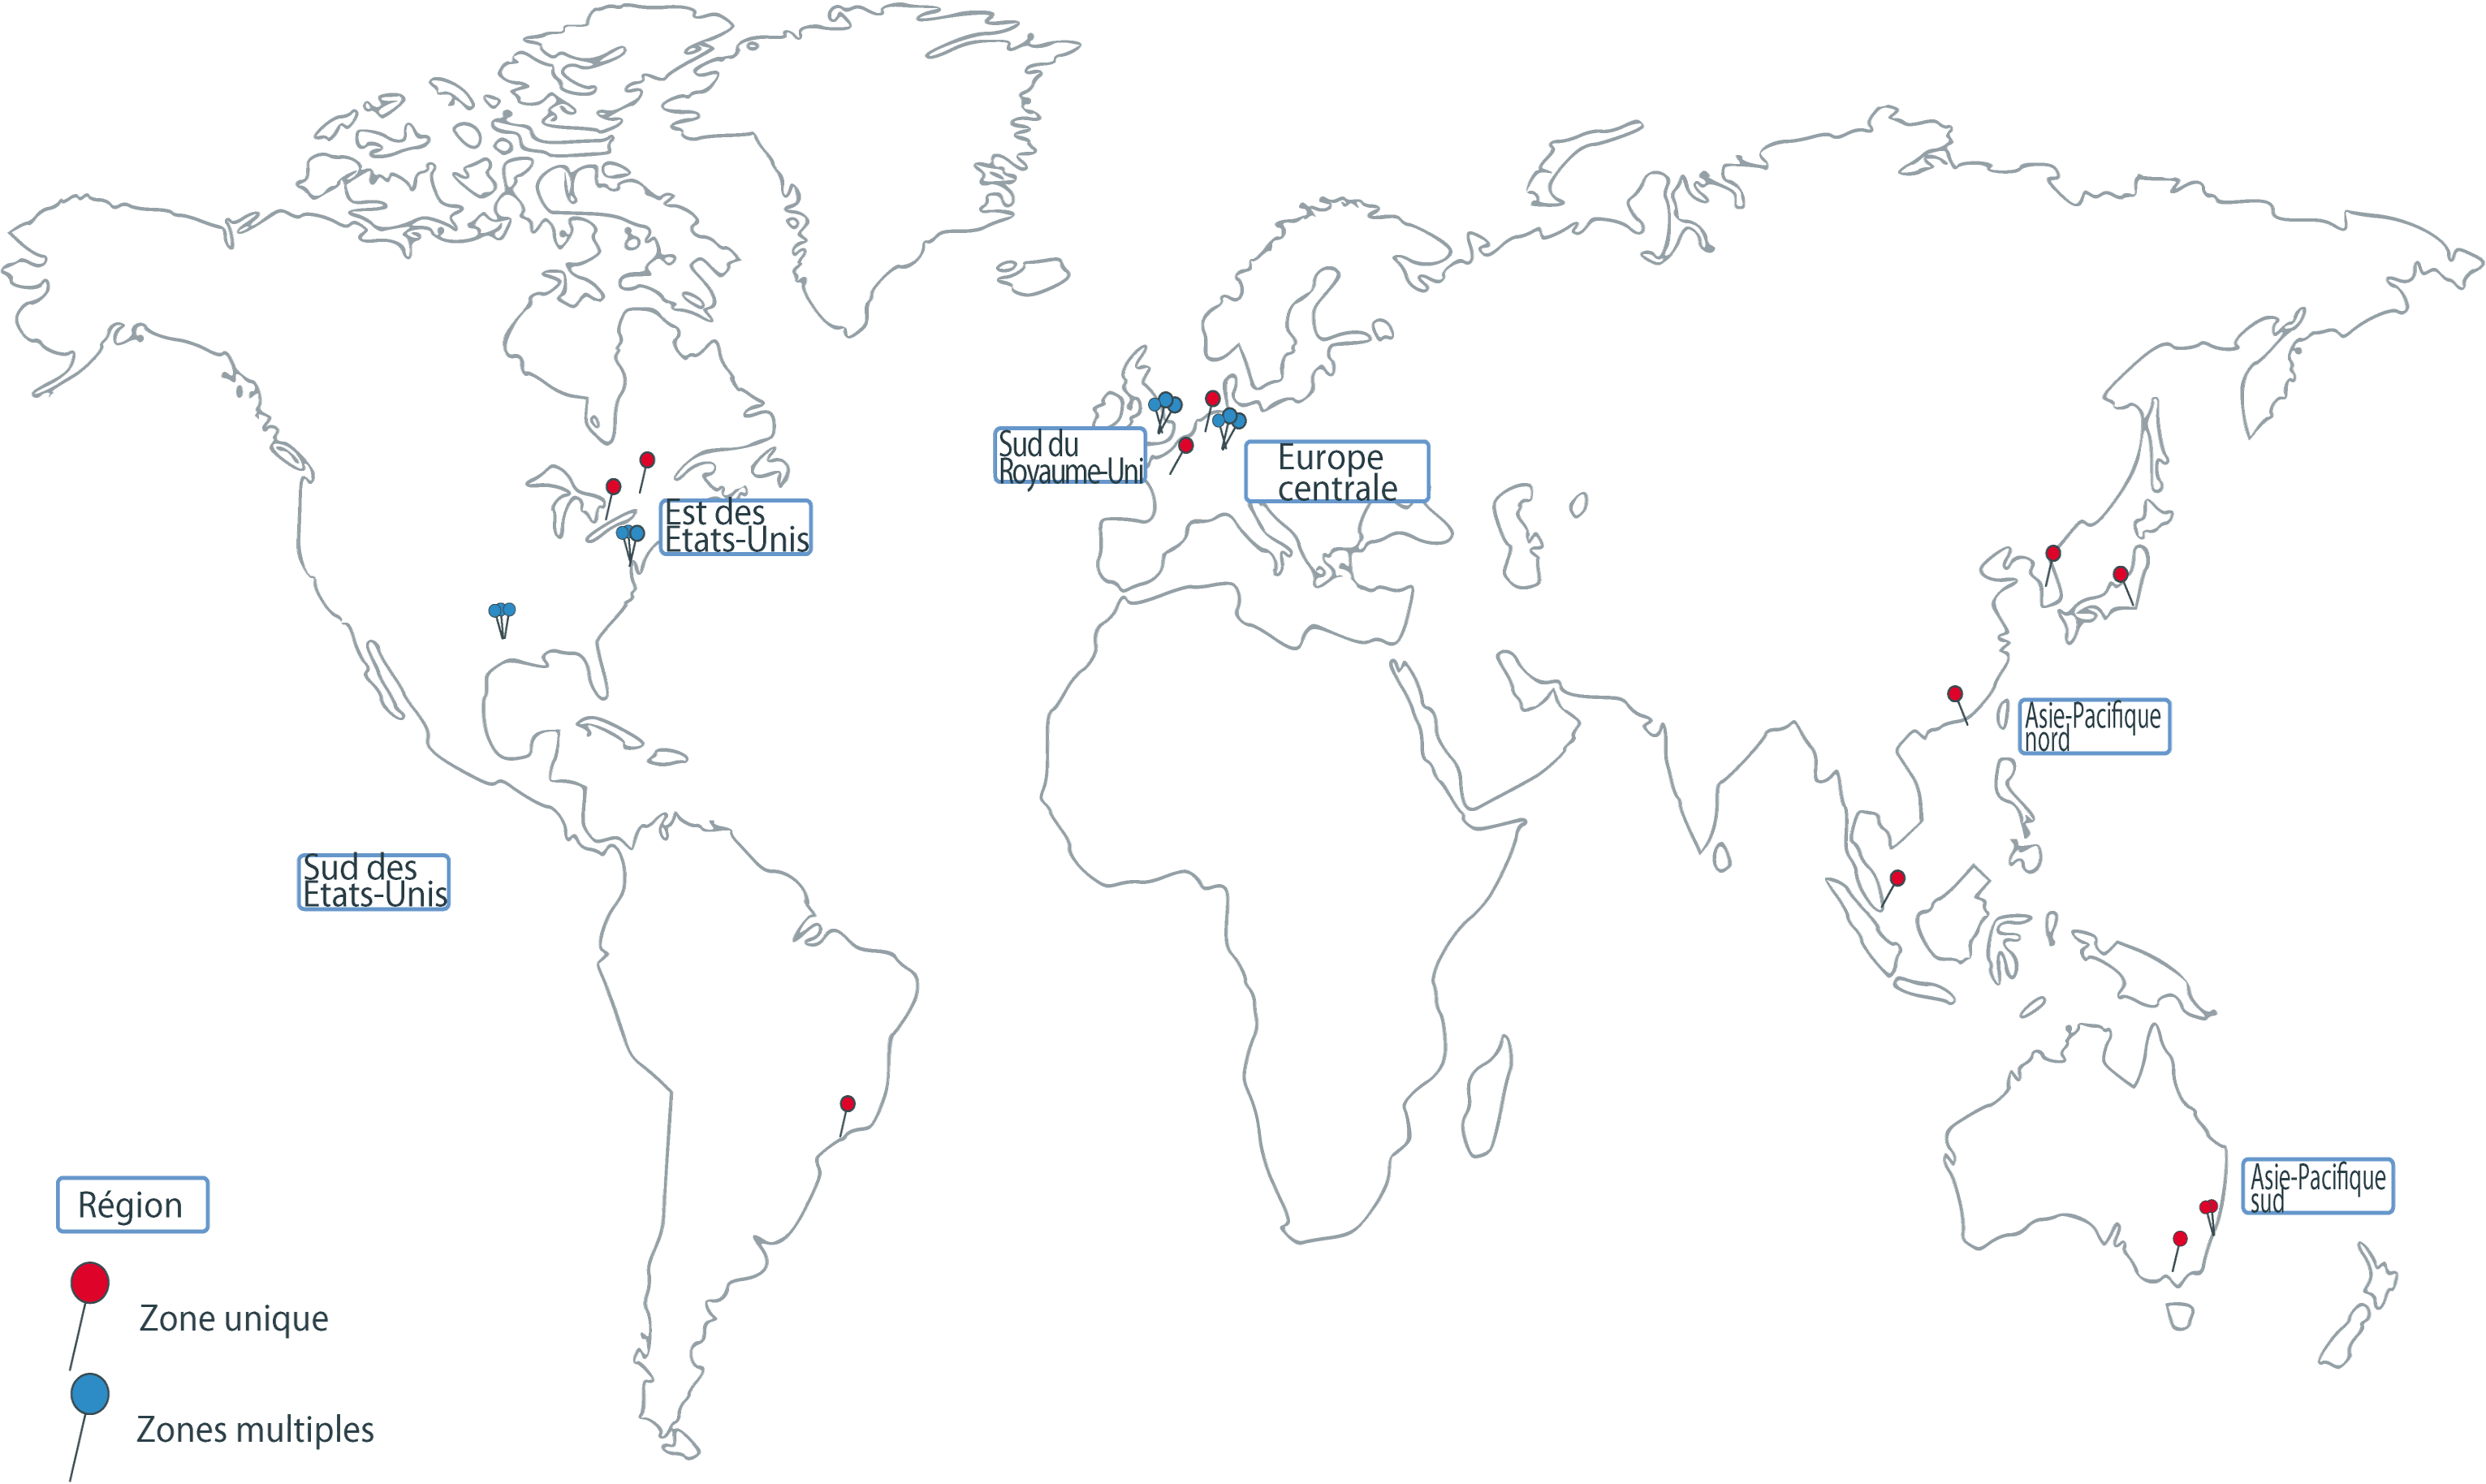 Sud du
Royaume-Uni
Europe
centrale
Est des
Etats-Unis
Asie-Pacifique
nord
Sud des
Etats-Unis
Asie-Pacifique
sud
Région
Zone unique
Zones multiples